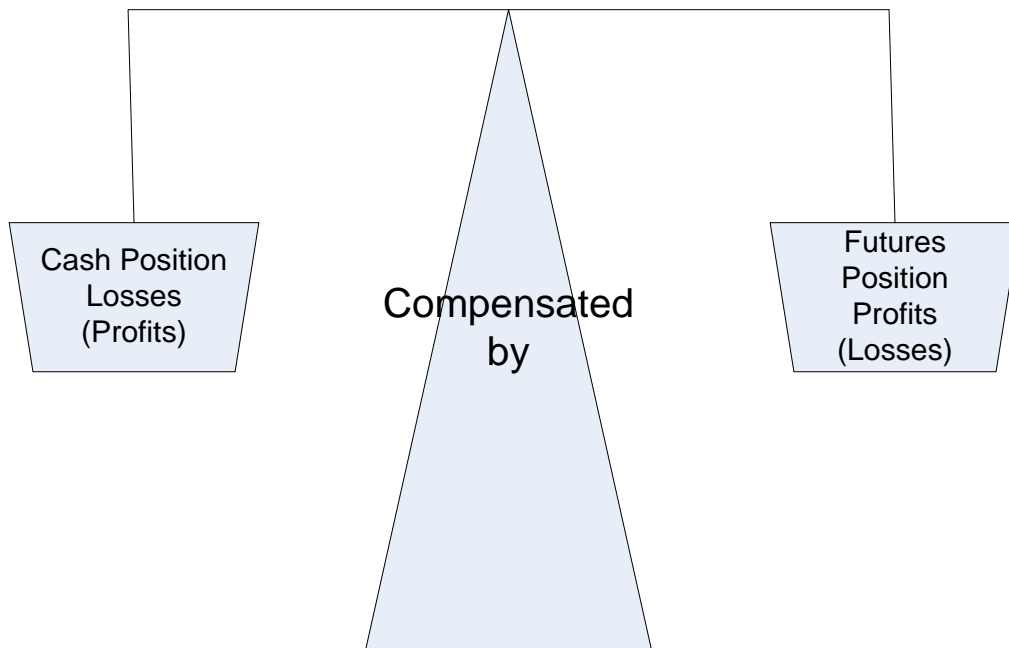 Cash Position
Losses
(Profits)
Compensated
by
Futures
Position
Profits
(Losses)